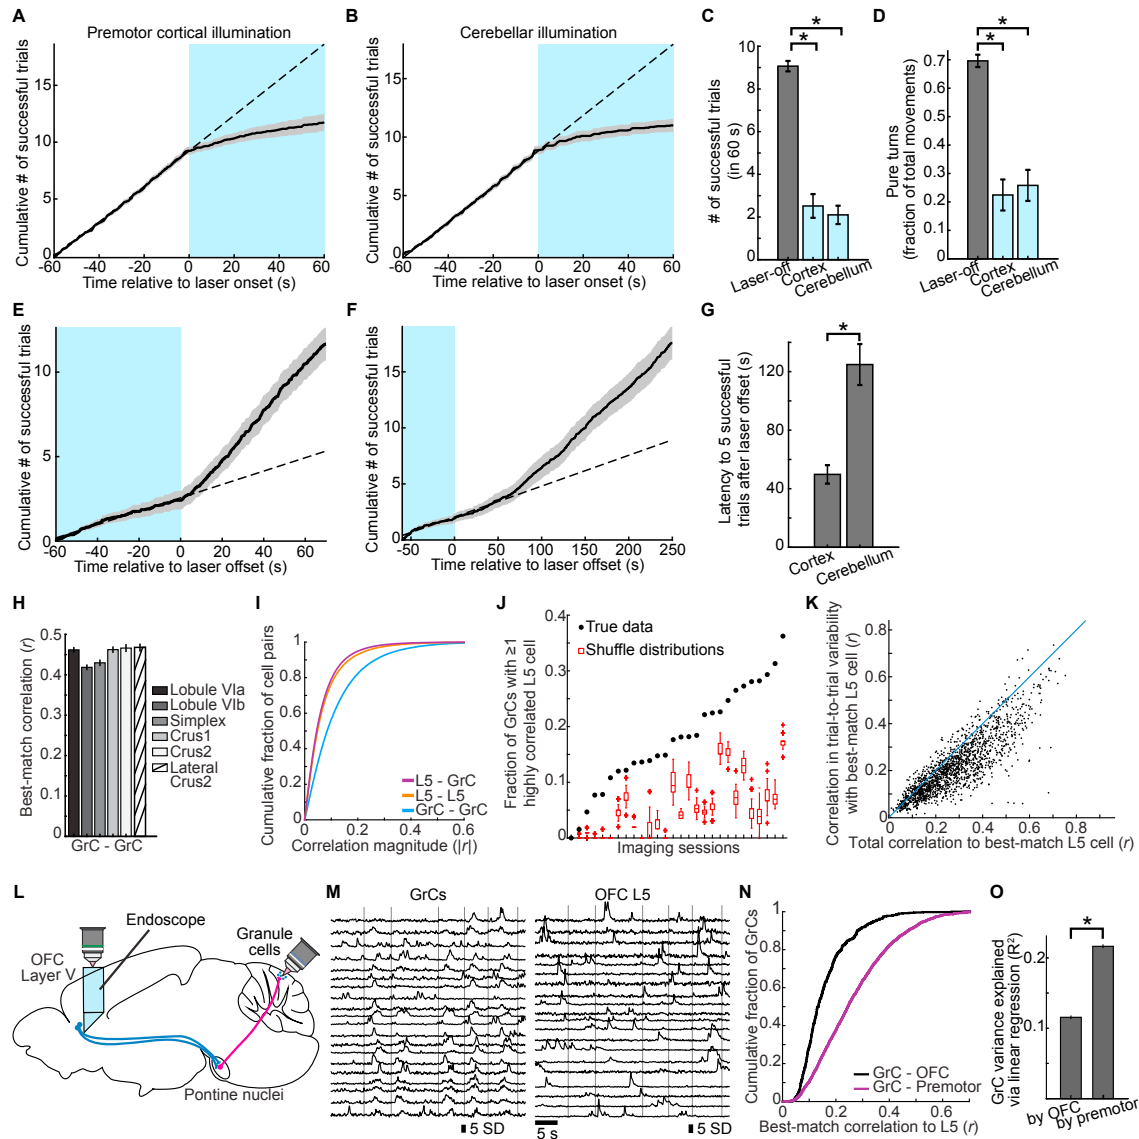 A
Premotor cortical illumination
Cumulative # of successful trials
15
10
5
0
-60 -40 -20 0 20 40 60
Time relative to laser onset (s)
B
Cerebellar illumination
Cumulative # of successful trials
15
10
5
0
-60 -40 -20 0 20 40 60
Time relative to laser onset (s)
C
# of successful trials
(in 60 s)
10
8
6
4
2
0
*
*
Laser-off
Cortex
Cerebellum
D
Pure turns
(fraction of total movements)
0.7
0.6
0.5
0.4
0.3
0.2
0.1
0
*
*
Laser-off
Cortex
Cerebellum
E
Cumulative # of successful trials
10
5
0
-60 -40 -20 0 20 40 60
Time relative to laser offset (s)
F
Cumulative # of successful trials
15
10
5
0
-50 0 50 100 150 200 250
Time relative to laser offset (s)
G
Latency to 5 successful
trials after laser offset (s)
120
80
40
0
*
Cortex
Cerebellum
H
Best-match correlation (r)
0.5
0.4
0.3
0.2
0.1
0
GrC - GrC
Lobule VIa
Lobule VIb
Simplex
Crus1
Crus2
Lateral
Crus2
I
Cumulative fraction of cell pairs
1
0.8
0.6
0.4
0.2
0
L5 - GrC
L5 - L5
GrC - GrC
0 0.2 0.4 0.6
Correlation magnitude (|r|)
J
Fraction of GrCs with ≥1
highly correlated L5 cell
0.4
0.3
0.2
0.1
0
True data
Shuffle distributions
Imaging sessions
K
Correlation in trial-to-trial variability
with best-match L5 cell (r)
0.8
0.6
0.4
0.2
0
0 0.2 0.4 0.6 0.8
Total correlation to best-match L5 cell (r)
L
Endoscope
OFC
Layer V
Granule
cells
Pontine nuclei
M
GrCs
OFC L5
5 SD
5 s
5 SD
N
Cumulative fraction of GrCs
1
0.8
0.6
0.4
0.2
0
GrC - OFC
GrC - Premotor
0 0.2 0.4 0.6
Best-match correlation to L5 (r)
O
GrC variance explained
via linear regression (R²)
0.2
0.1
*
by OFC
by premotor